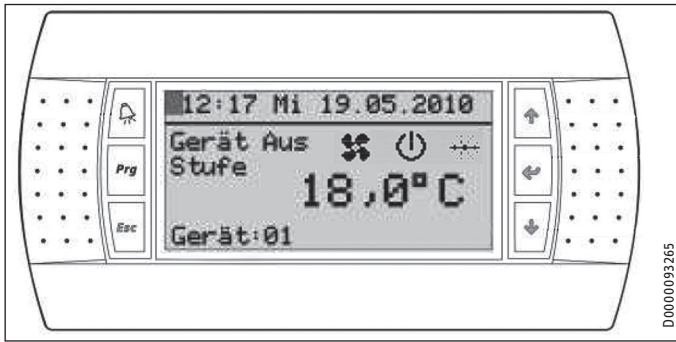 12:17 Mi 19.05.2010
Gerät Aus
Stufe
18,0°C
Gerät:01
Prg
Esc
D0000093265